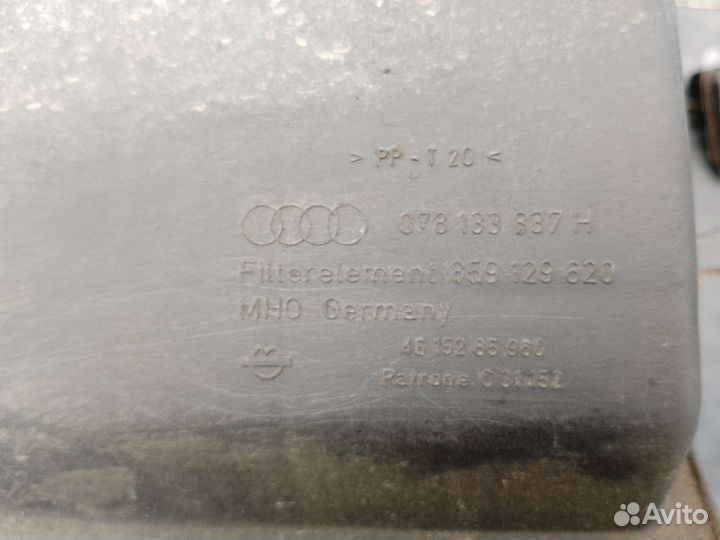 > PP - T 20 <
078 133 837 H
Filterelement 859 129 620
MHO Germany
46 152 85 960
Patrone C 31152
Avito